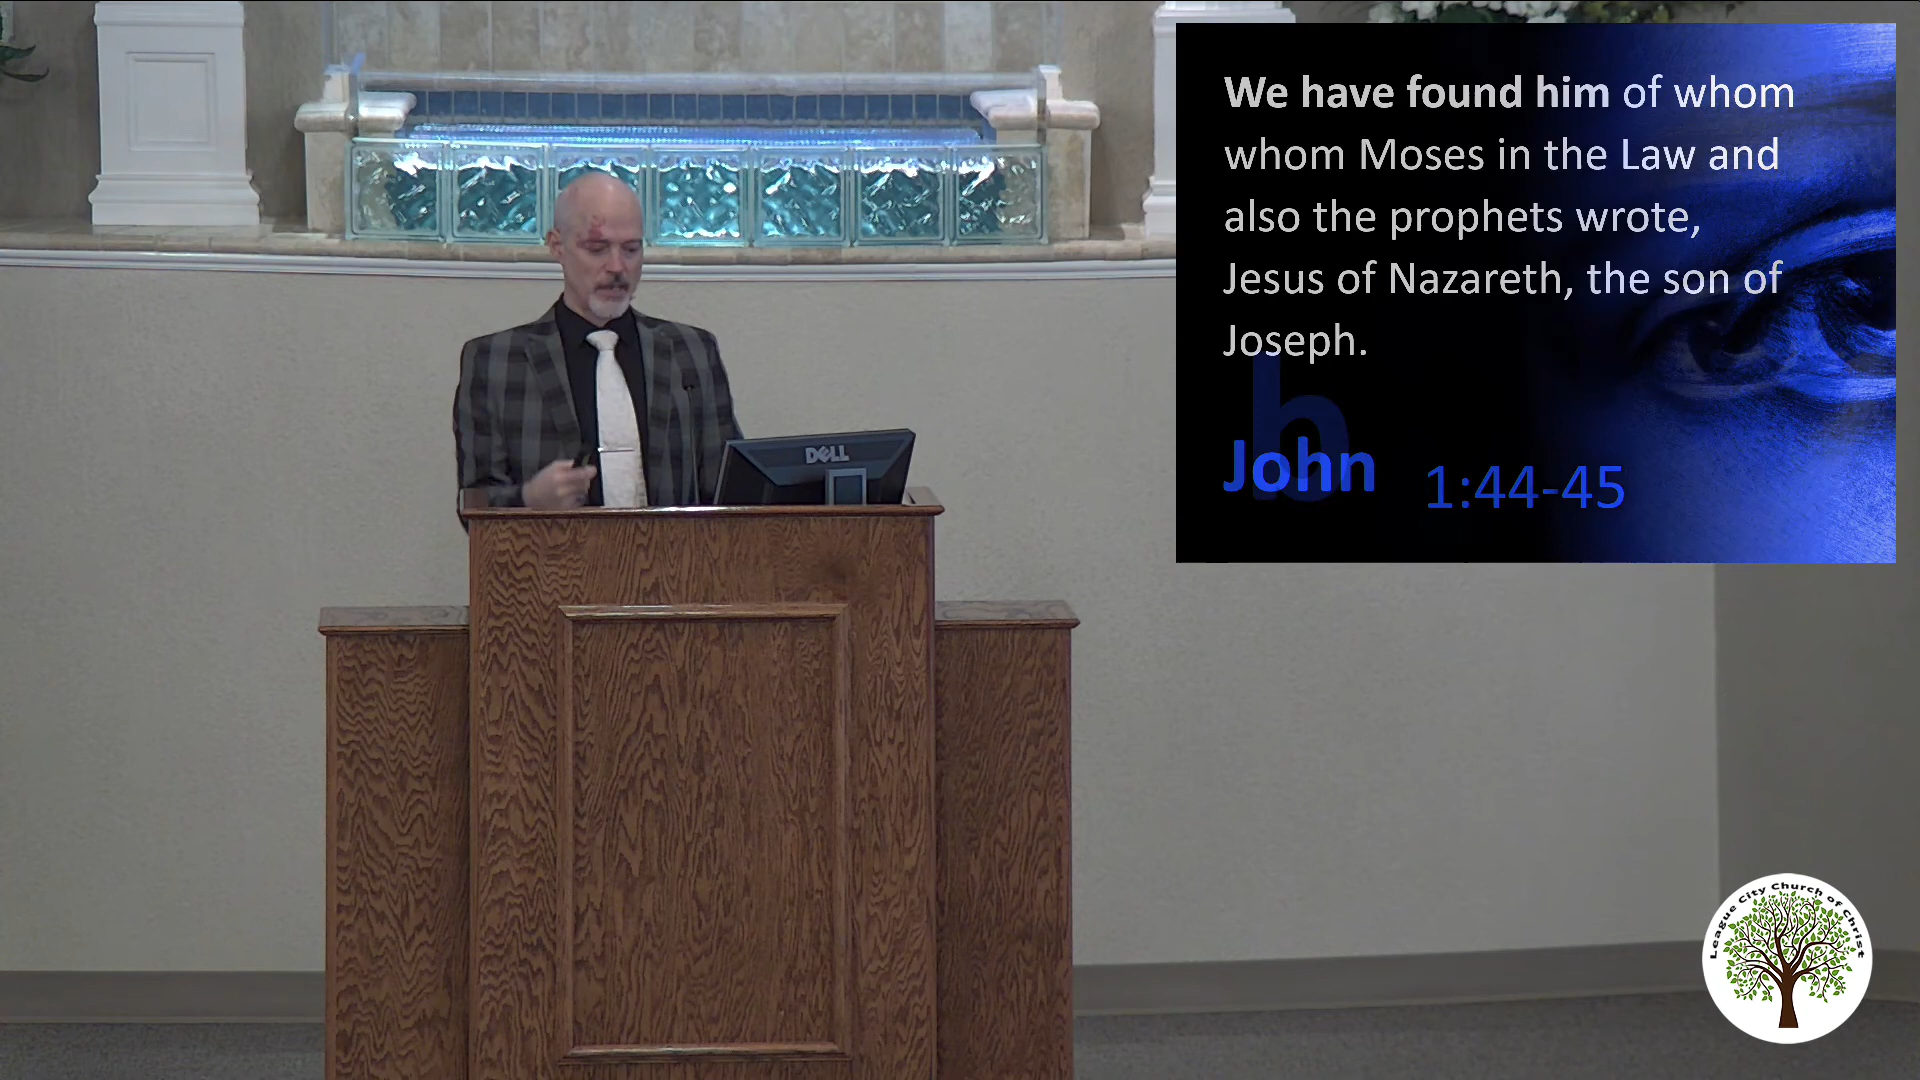 We have found him of whom
whom Moses in the Law and
also the prophets wrote,
Jesus of Nazareth, the son of
Joseph.
h
John 1:44-45
DELL
League City Church of Christ